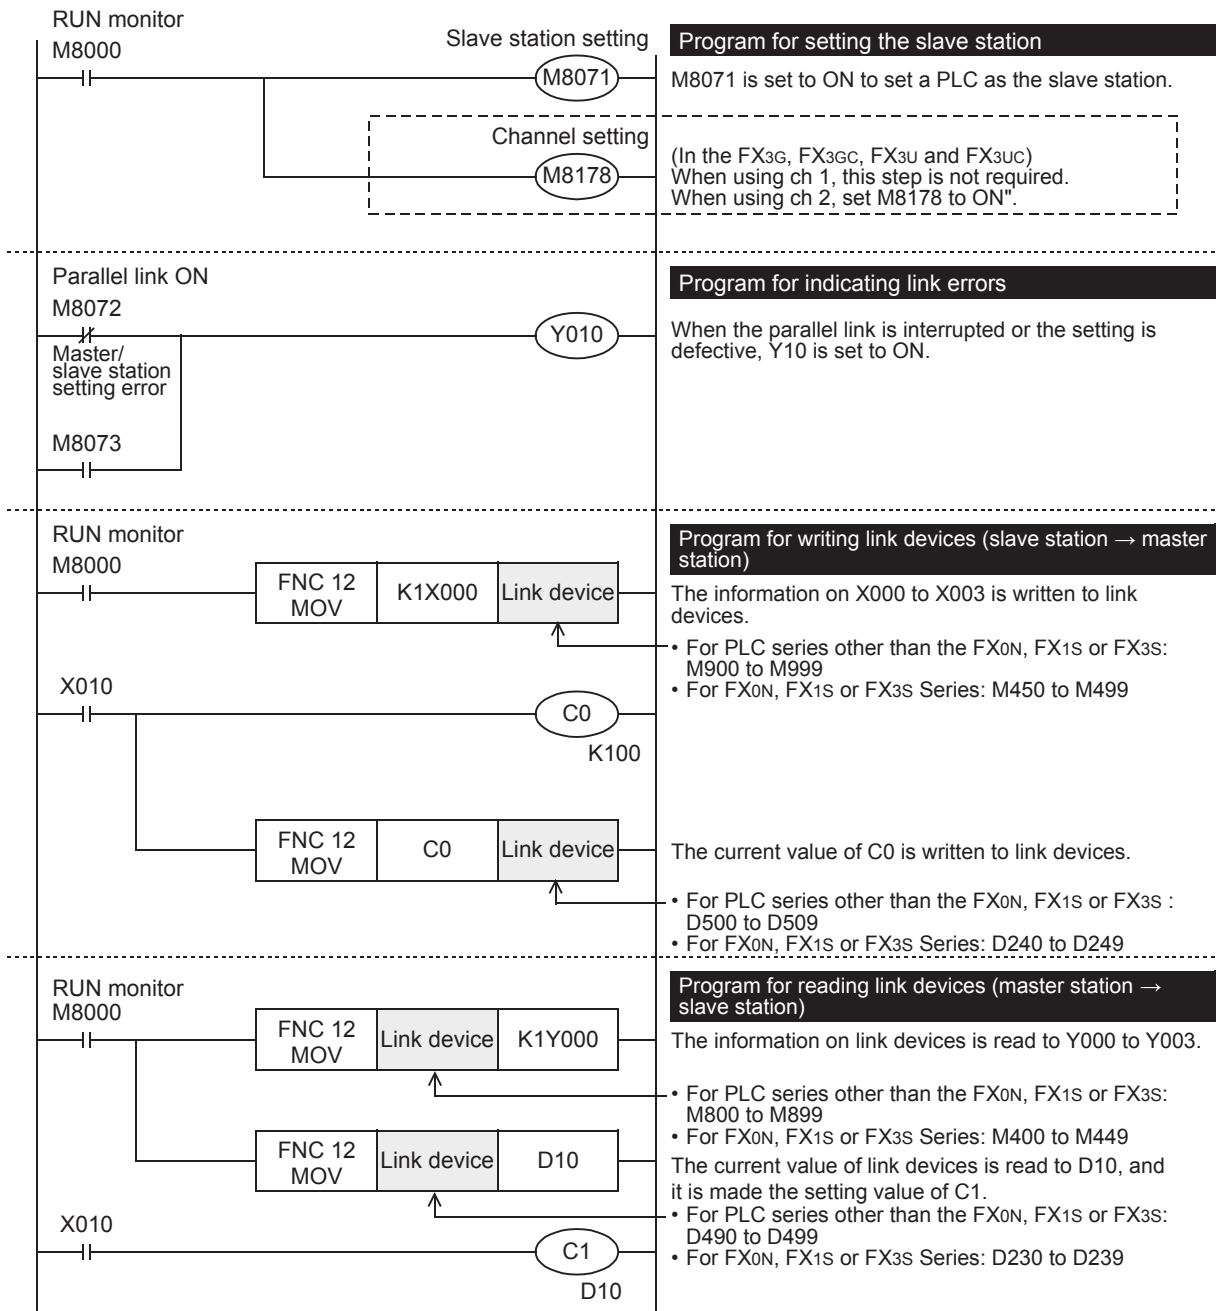 RUN monitor
M8000
Slave station setting
M8071
Program for setting the slave station
M8071 is set to ON to set a PLC as the slave station.
Channel setting
M8178
(In the FX3G, FX3GC, FX3U and FX3UC)
When using ch 1, this step is not required.
When using ch 2, set M8178 to ON".
Parallel link ON
M8072
Master/
slave station
setting error
M8073
Y010
Program for indicating link errors
When the parallel link is interrupted or the setting is
defective, Y10 is set to ON.
RUN monitor
M8000
FNC 12
MOV
K1X000
Link device
Program for writing link devices (slave station → master
station)
The information on X000 to X003 is written to link
devices.
• For PLC series other than the FX0N, FX1S or FX3S:
M900 to M999
• For FX0N, FX1S or FX3S Series: M450 to M499
X010
C0
K100
FNC 12
MOV
C0
Link device
The current value of C0 is written to link devices.
• For PLC series other than the FX0N, FX1S or FX3S :
D500 to D509
• For FX0N, FX1S or FX3S Series: D240 to D249
RUN monitor
M8000
FNC 12
MOV
Link device
K1Y000
Program for reading link devices (master station →
slave station)
The information on link devices is read to Y000 to Y003.
• For PLC series other than the FX0N, FX1S or FX3S:
M800 to M899
• For FX0N, FX1S or FX3S Series: M400 to M449
FNC 12
MOV
Link device
D10
The current value of link devices is read to D10, and
it is made the setting value of C1.
• For PLC series other than the FX0N, FX1S or FX3S:
D490 to D499
• For FX0N, FX1S or FX3S Series: D230 to D239
X010
C1
D10